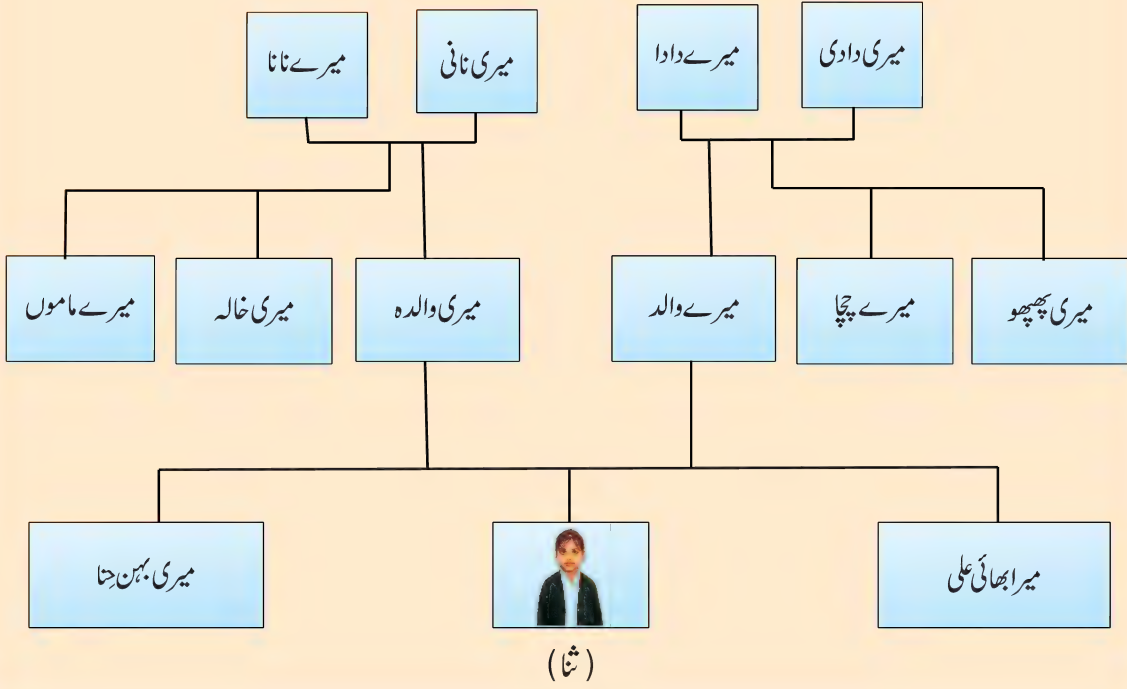 میری دادی
میرے دادا
میری نانی
میرے نانا
میری پھپھو
میرے چچا
میرے والد
میری والدہ
میری خالہ
میرے ماموں
میرا بھائی علی
میری بہن حِنا
(ثنا)